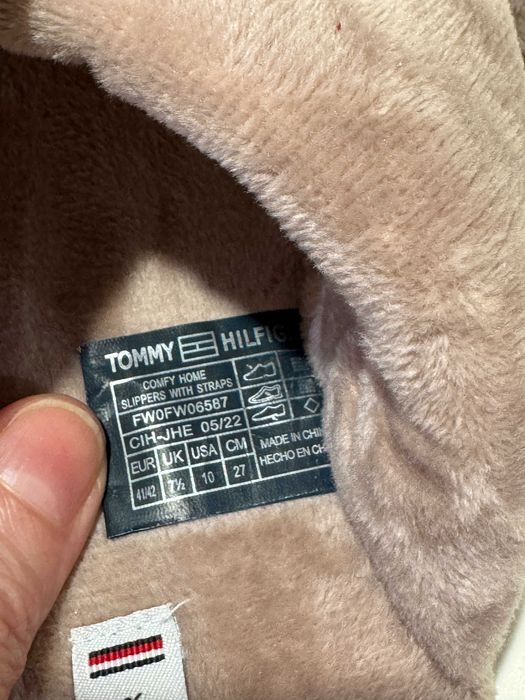 TOMMY HILFIG
COMFY HOME
SLIPPERS WITH STRAPS
FW0FW06587
CIH-JHE 05/22
EUR UK USA CM
41/42 7½ 10 27
MADE IN CHI
HECHO EN CH